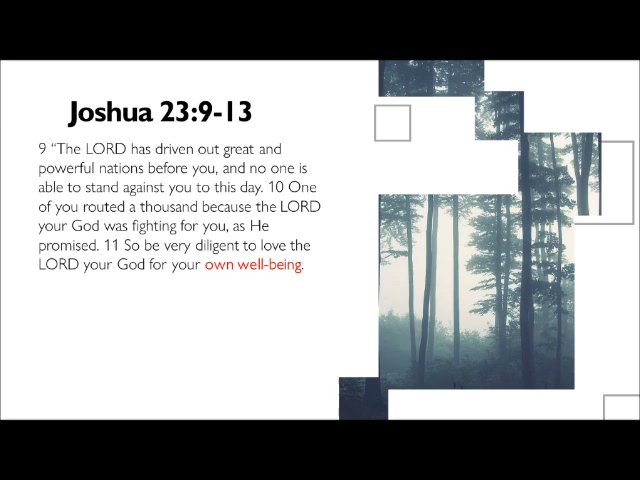 Joshua 23:9-13
9 “The LORD has driven out great and
powerful nations before you, and no one is
able to stand against you to this day. 10 One
of you routed a thousand because the LORD
your God was fighting for you, as He
promised. 11 So be very diligent to love the
LORD your God for your own well-being.